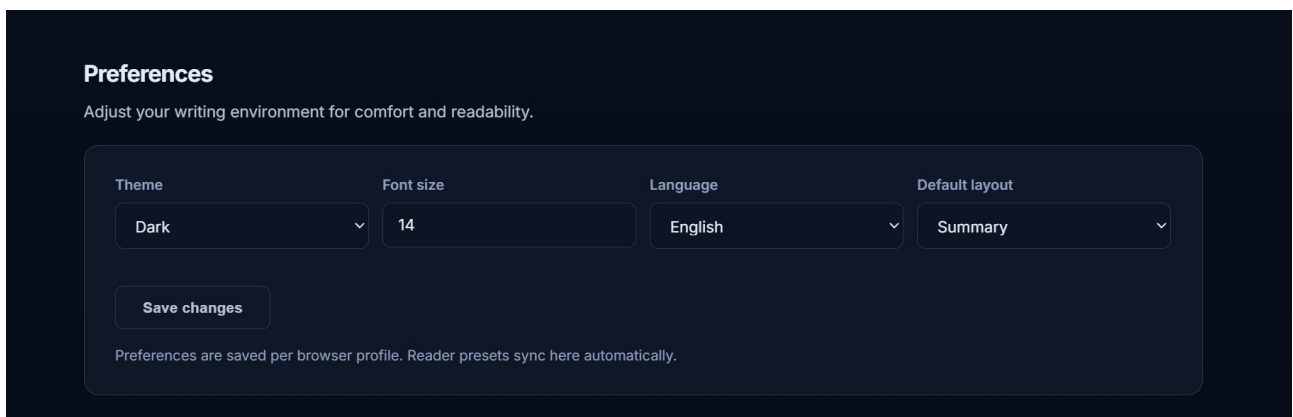 Preferences
Adjust your writing environment for comfort and readability.
Theme Font size Language Default layout
Dark 14 English Summary
Save changes
Preferences are saved per browser profile. Reader presets sync here automatically.